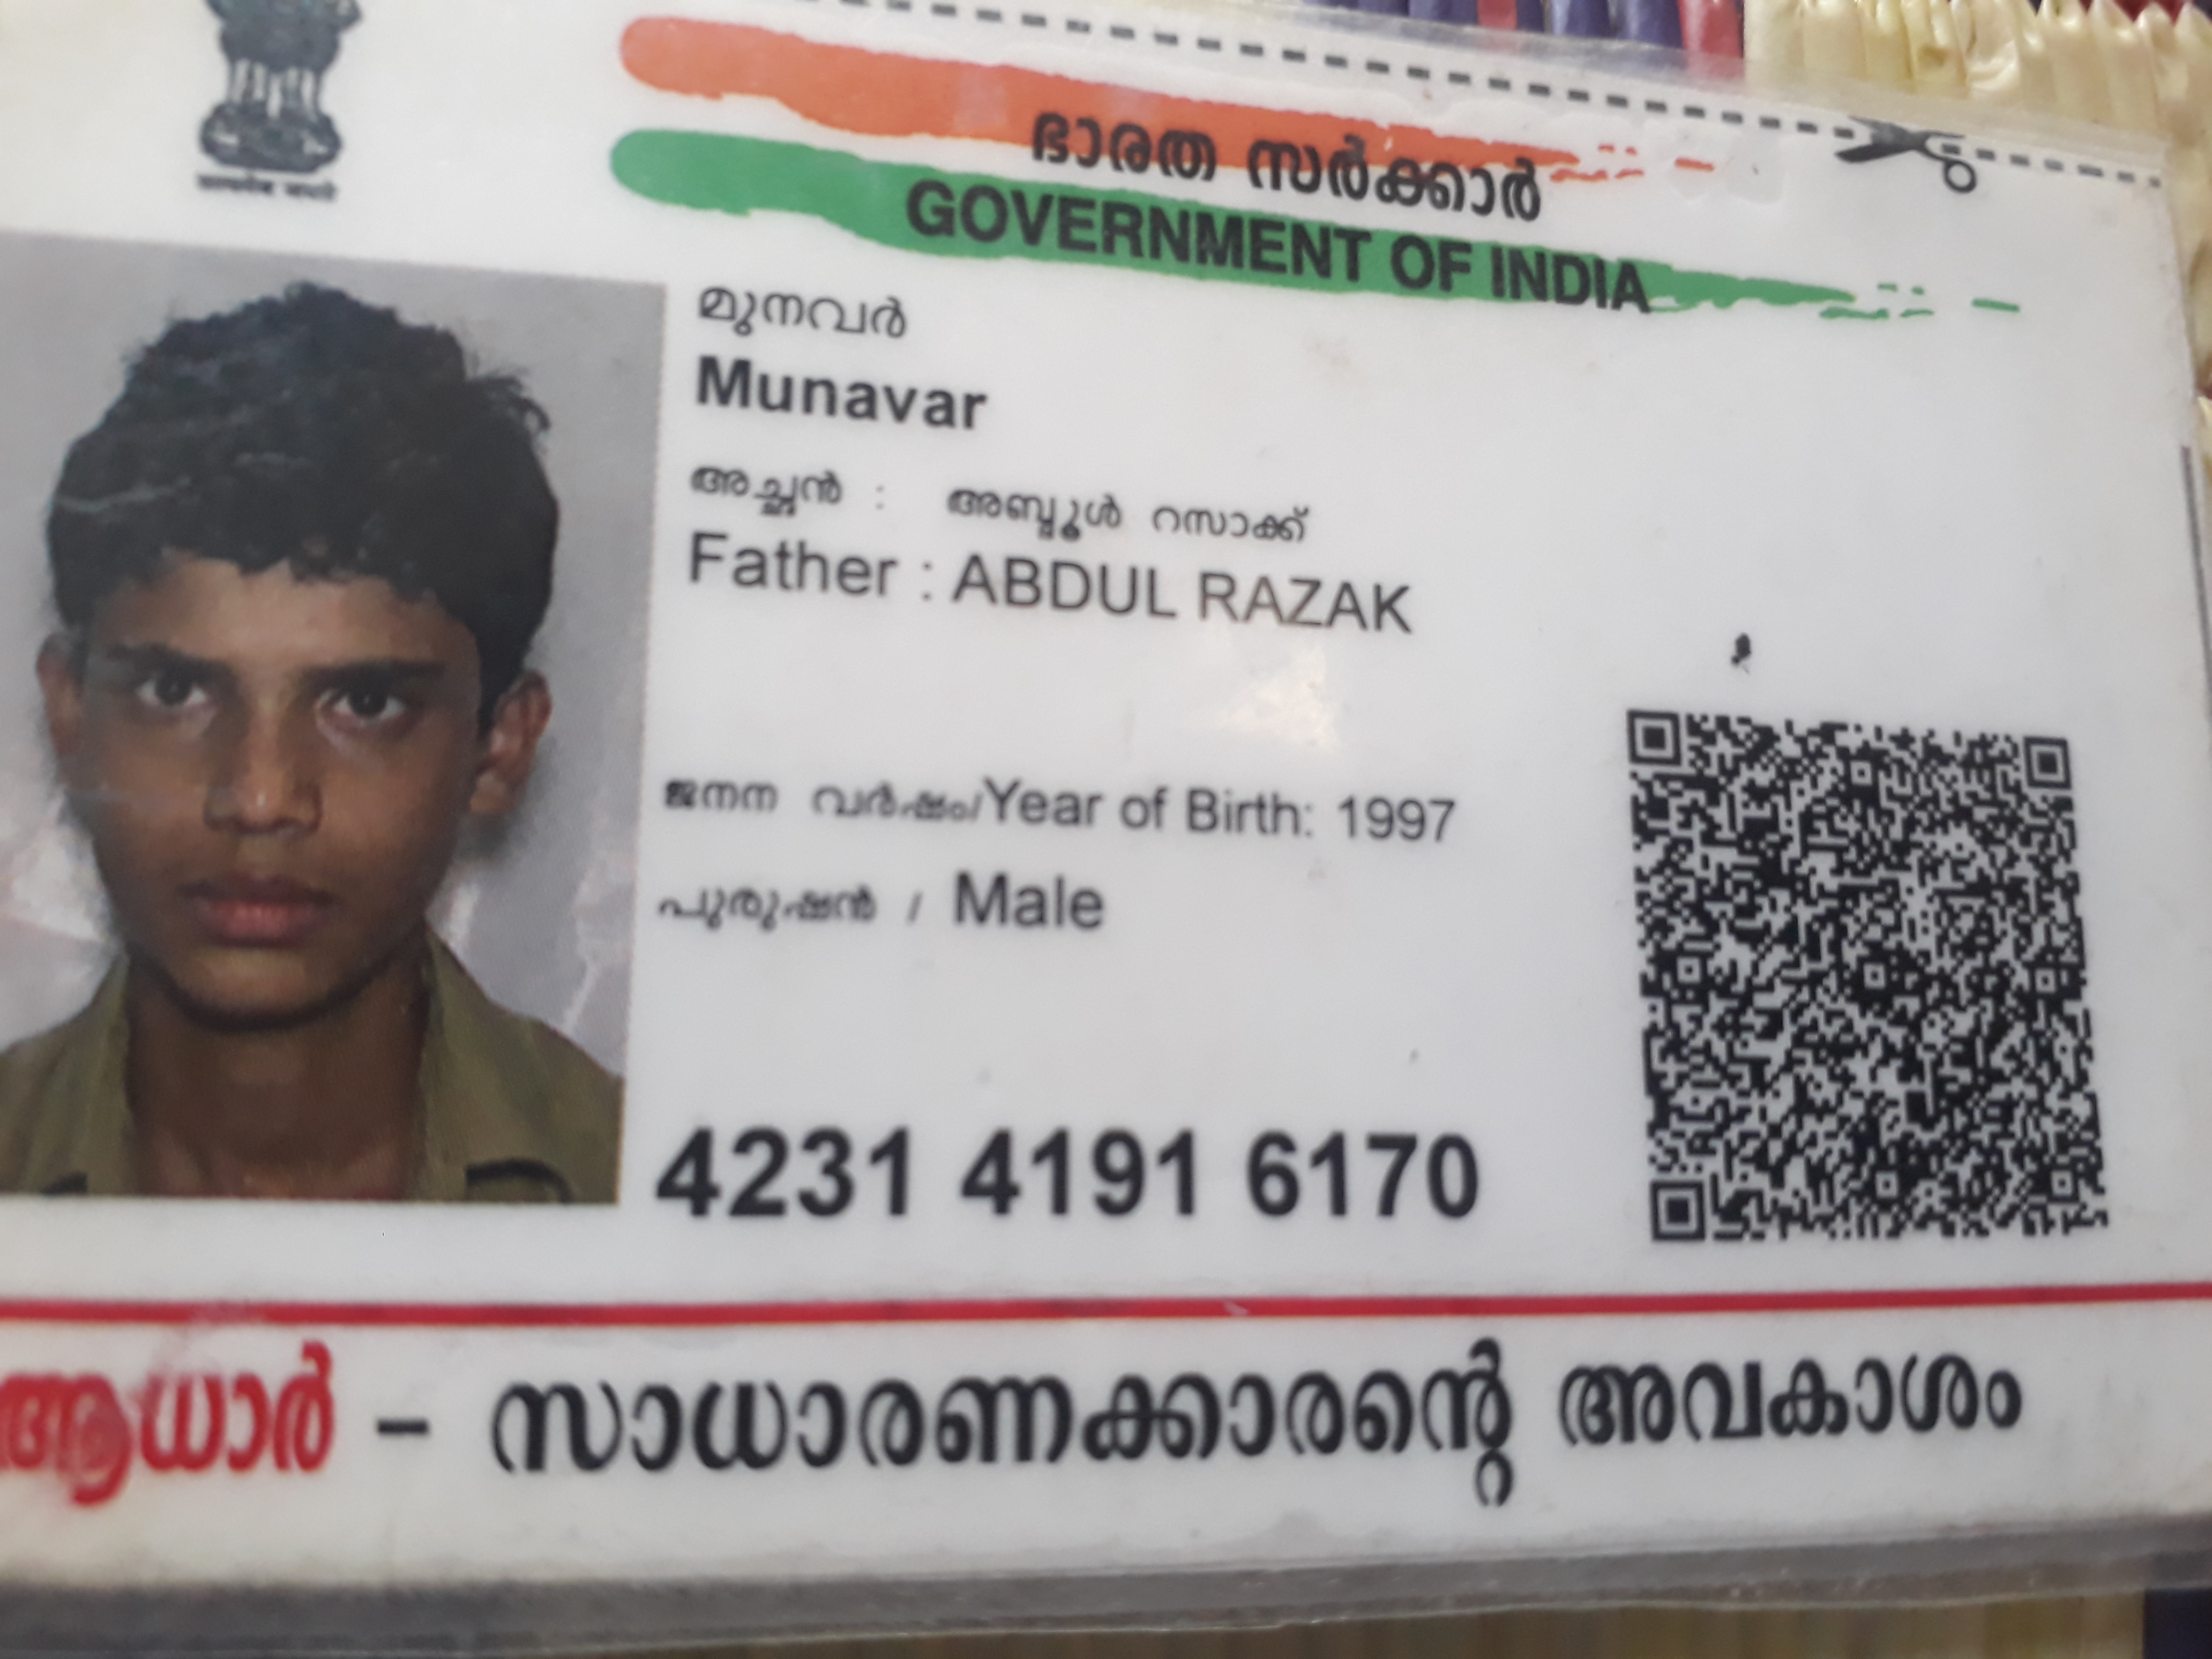 ഭാരത സർക്കാർ
GOVERNMENT OF INDIA
മുനവർ
Munavar
അച്ഛൻ : അബ്ദുൾ റസാക്ക്
Father : ABDUL RAZAK
ജനന വർഷം/Year of Birth: 1997
പുരുഷൻ / Male
4231 4191 6170
ആധാർ - സാധാരണക്കാരന്റെ അവകാശം